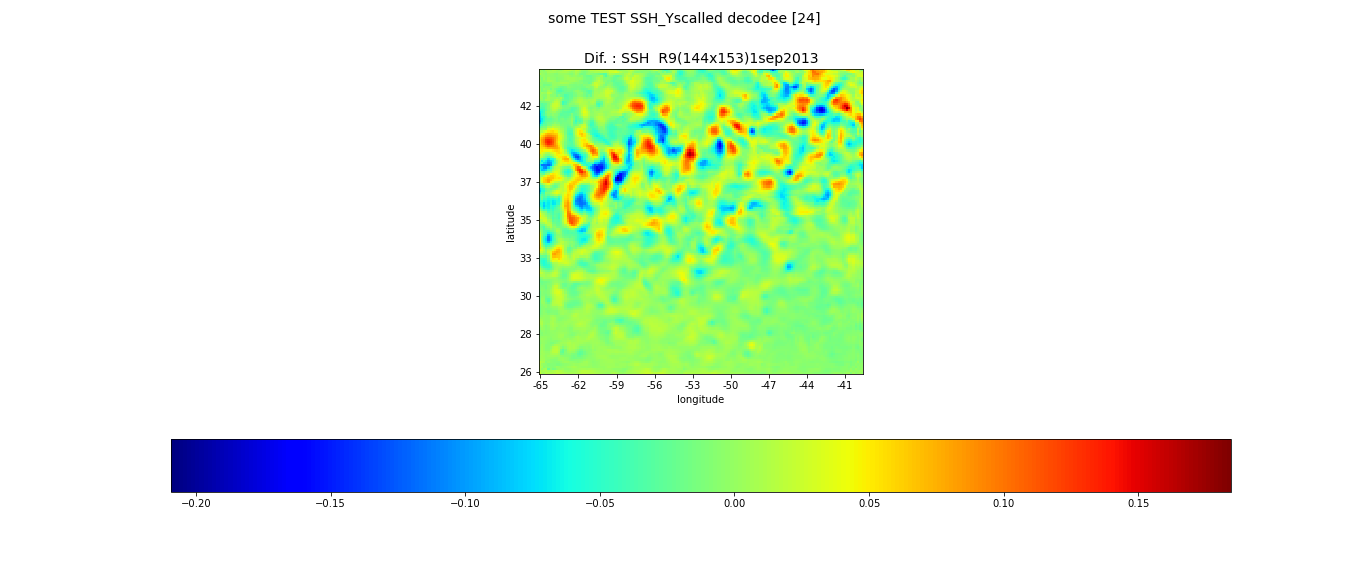 some TEST SSH_Yscalled decodee [24]
Dif. : SSH  R9(144x153)1sep2013
latitude
42
40
37
35
33
30
28
26
-65 -62 -59 -56 -53 -50 -47 -44 -41
longitude
−0.20 −0.15 −0.10 −0.05 0.00 0.05 0.10 0.15